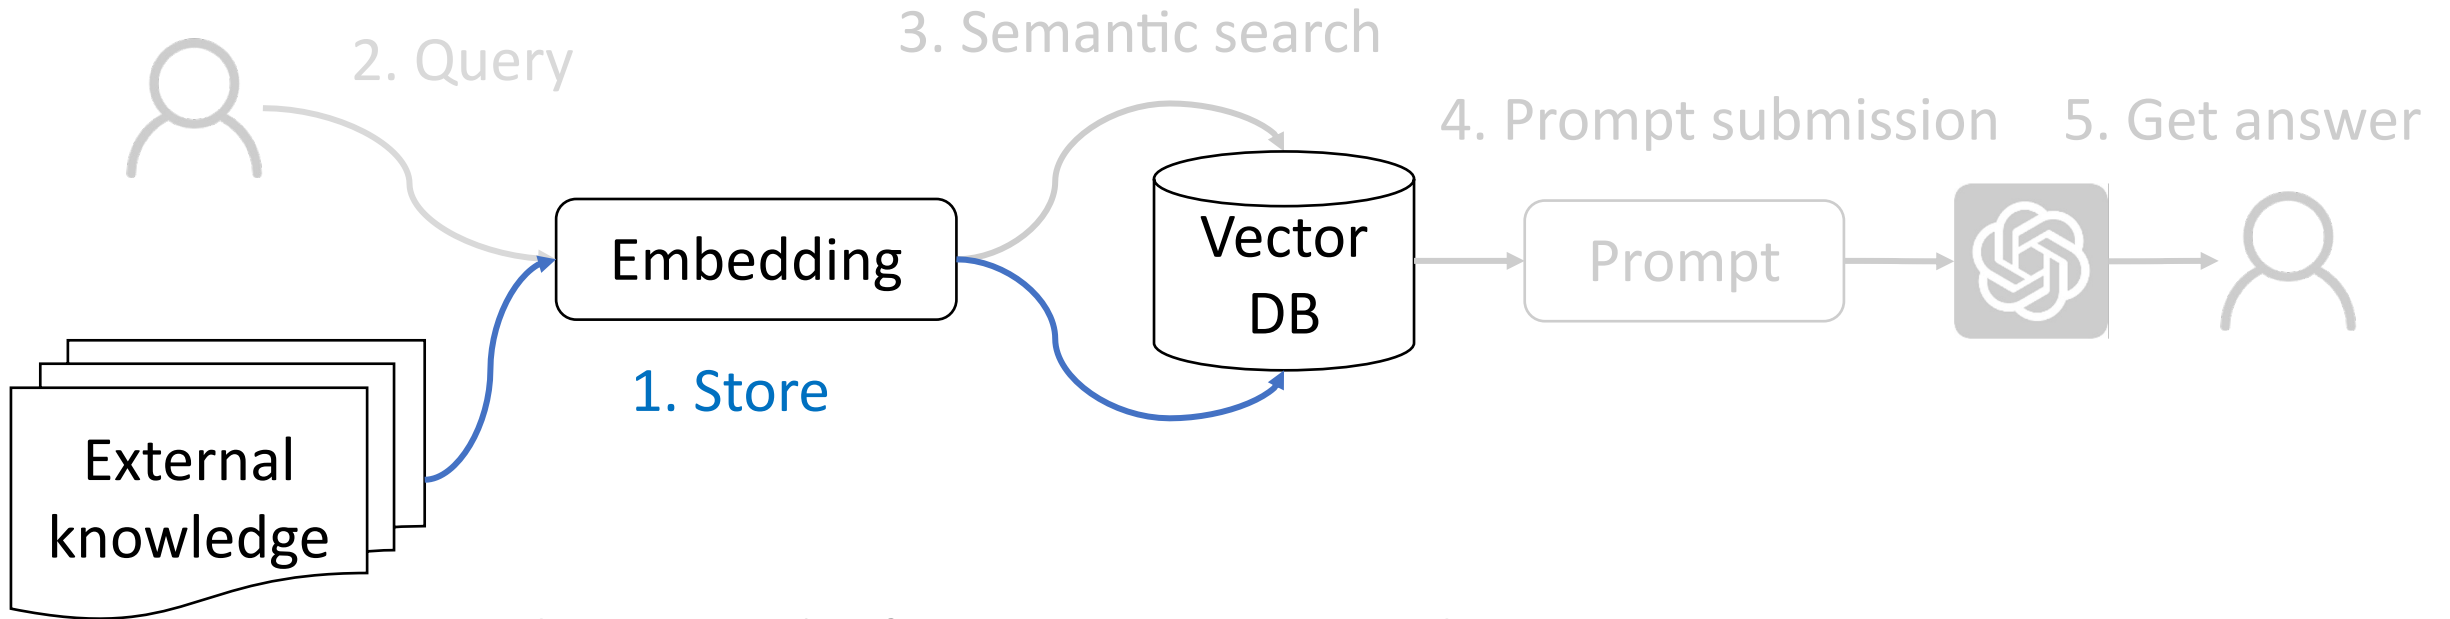 2. Query
3. Semantic search
4. Prompt submission
5. Get answer
Embedding
Vector
DB
Prompt
1. Store
External
knowledge